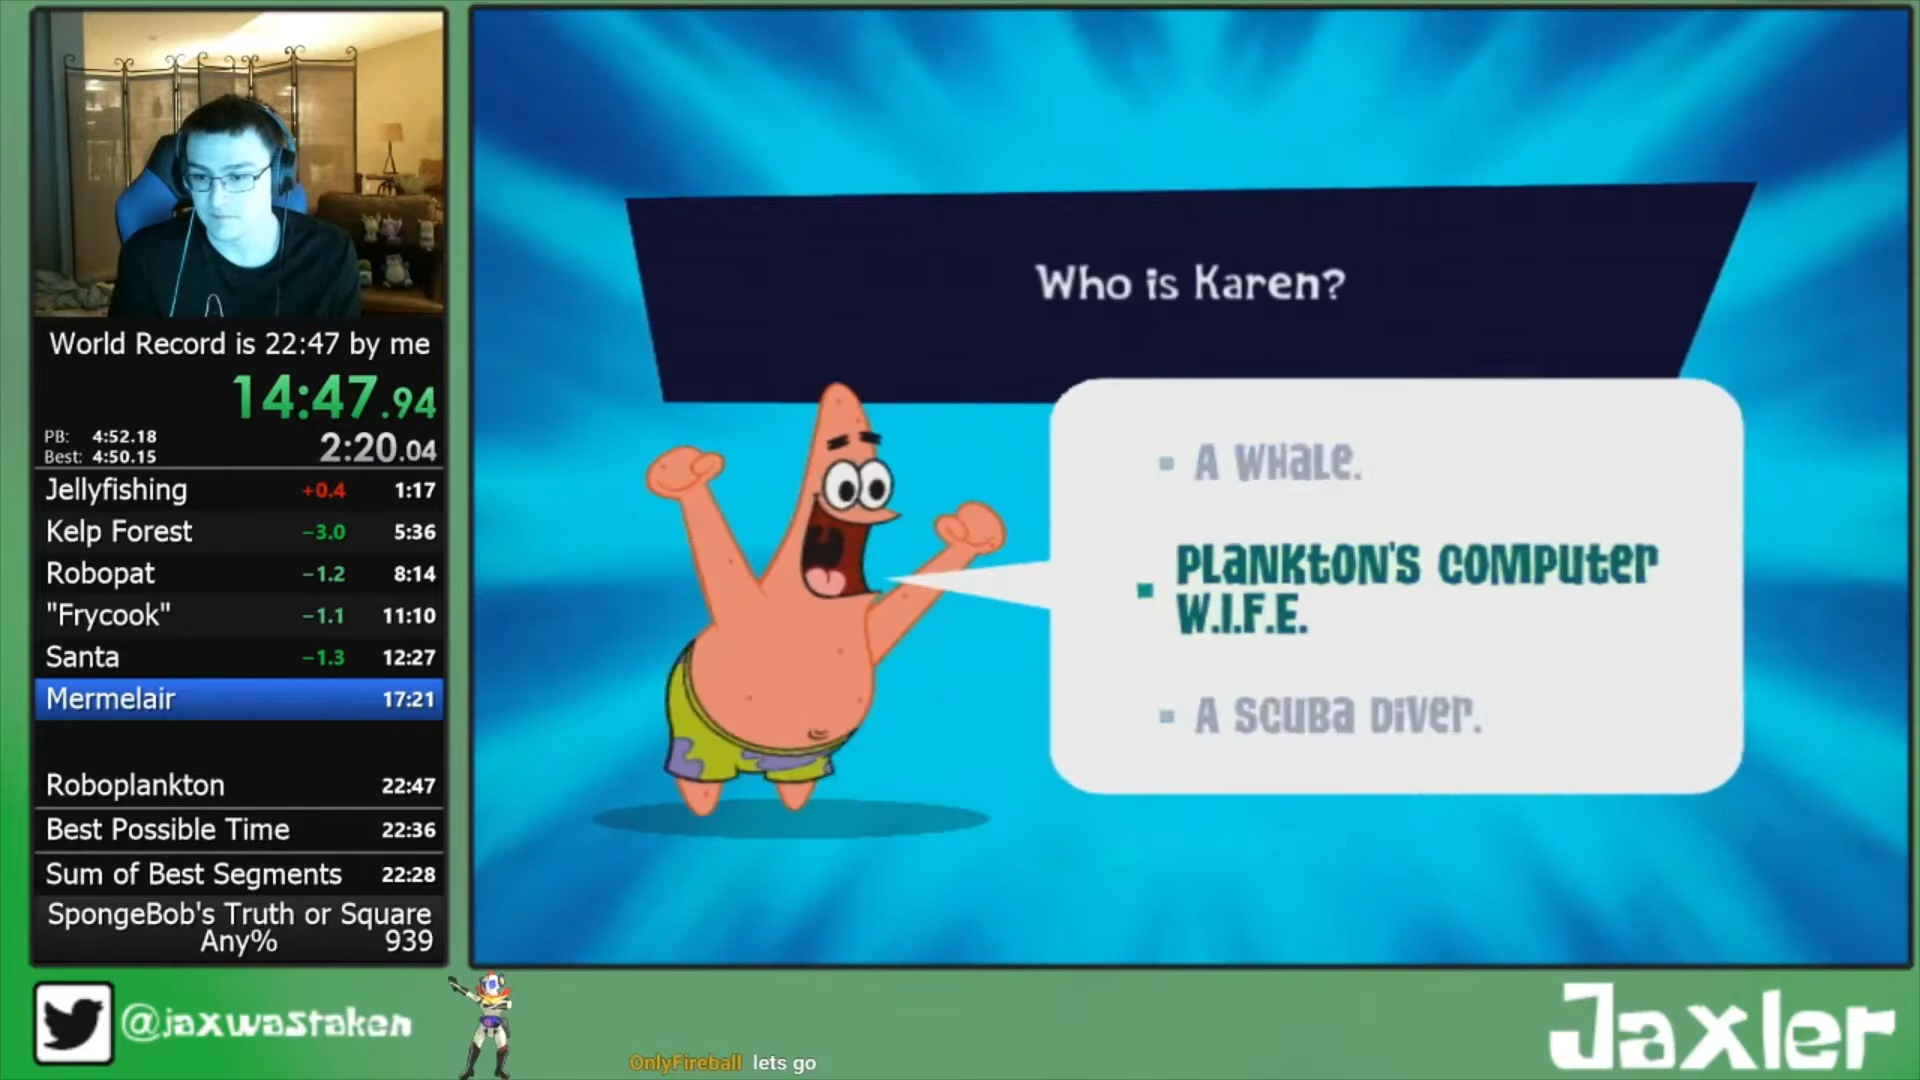 World Record is 22:47 by me
14:47.94
PB: 4:52.18
Best: 4:50.15
2:20.04
Jellyfishing +0.4 1:17
Kelp Forest -3.0 5:36
Robopat -1.2 8:14
"Frycook" -1.1 11:10
Santa -1.3 12:27
Mermelair 17:21
Roboplankton 22:47
Best Possible Time 22:36
Sum of Best Segments 22:28
SpongeBob's Truth or Square
Any% 939
@jaxwastaken
Who is Karen?
A WHaLe.
PLaNKtoN'S COMPUter
W.I.F.E.
A SCUBa DiVer.
OnlyFireball lets go
Jaxler